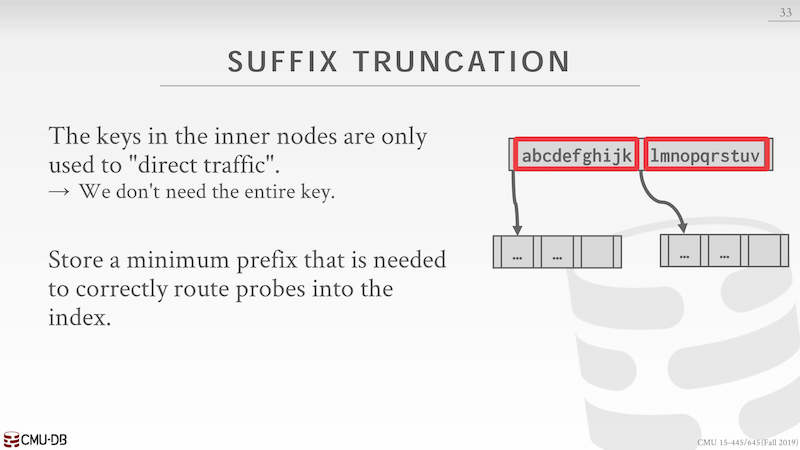 33
SUFFIX TRUNCATION
The keys in the inner nodes are only
used to "direct traffic".
→ We don't need the entire key.
Store a minimum prefix that is needed
to correctly route probes into the
index.
abcdefghijk lmnopqrstuv
… … … …
CMU·DB
CMU 15-445/645 (Fall 2019)